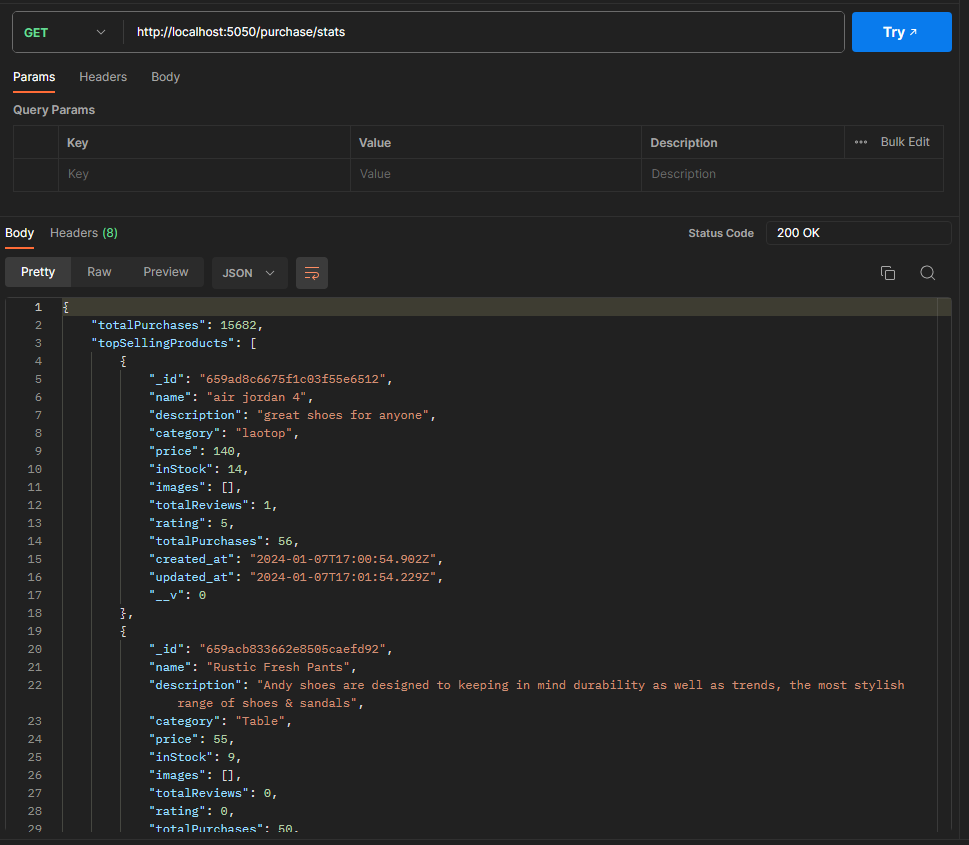 GET http://localhost:5050/purchase/stats Try ↗
Params Headers Body
Query Params
Key Value Description ••• Bulk Edit
Key Value Description
Body Headers (8) Status Code 200 OK
Pretty Raw Preview JSON
1 {
2 "totalPurchases": 15682,
3 "topSellingProducts": [
4 {
5 "_id": "659ad8c6675f1c03f55e6512",
6 "name": "air jordan 4",
7 "description": "great shoes for anyone",
8 "category": "laotop",
9 "price": 140,
10 "inStock": 14,
11 "images": [],
12 "totalReviews": 1,
13 "rating": 5,
14 "totalPurchases": 56,
15 "created_at": "2024-01-07T17:00:54.902Z",
16 "updated_at": "2024-01-07T17:01:54.229Z",
17 "__v": 0
18 },
19 {
20 "_id": "659acb833662e8505caefd92",
21 "name": "Rustic Fresh Pants",
22 "description": "Andy shoes are designed to keeping in mind durability as well as trends, the most stylish
range of shoes & sandals",
23 "category": "Table",
24 "price": 55,
25 "inStock": 9,
26 "images": [],
27 "totalReviews": 0,
28 "rating": 0,
29 "totalPurchases": 50,